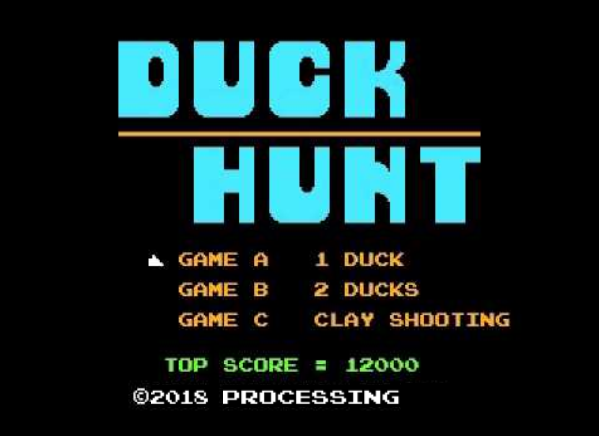 DUCK
HUNT
GAME A 1 DUCK
GAME B 2 DUCKS
GAME C CLAY SHOOTING
TOP SCORE = 12000
©2018 PROCESSING